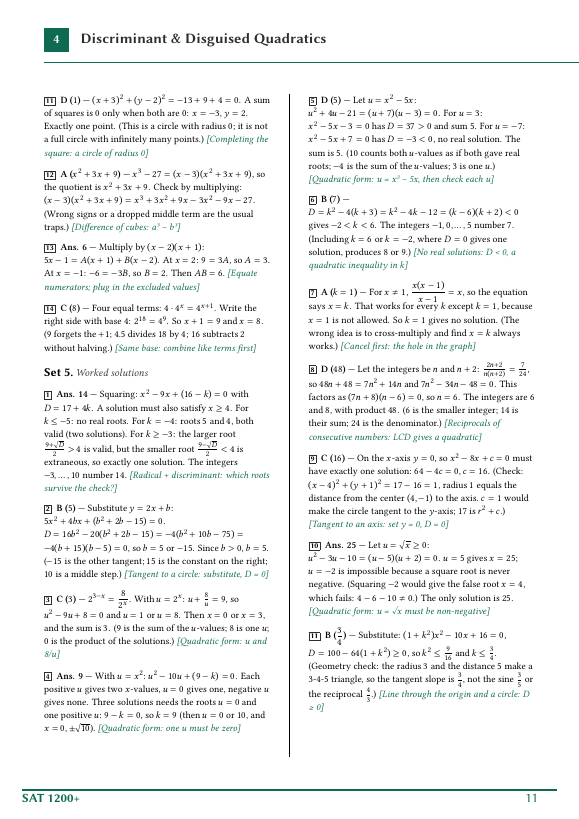 4 Discriminant & Disguised Quadratics
11 D (1) — (x + 3)² + (y − 2)² = −13 + 9 + 4 = 0. A sum
of squares is 0 only when both are 0: x = −3, y = 2.
Exactly one point. (This is a circle with radius 0; it is not
a full circle with infinitely many points.) [Completing the
square: a circle of radius 0]
12 A (x² + 3x + 9) — x³ − 27 = (x − 3)(x² + 3x + 9), so
the quotient is x² + 3x + 9. Check by multiplying:
(x − 3)(x² + 3x + 9) = x³ + 3x² + 9x − 3x² − 9x − 27.
(Wrong signs or a dropped middle term are the usual
traps.) [Difference of cubes: a³ − b³]
13 Ans. 6 — Multiply by (x − 2)(x + 1):
5x − 1 = A(x + 1) + B(x − 2). At x = 2: 9 = 3A, so A = 3.
At x = −1: −6 = −3B, so B = 2. Then AB = 6. [Equate
numerators; plug in the excluded values]
14 C (8) — Four equal terms: 4 · 4ˣ = 4ˣ⁺¹. Write the
right side with base 4: 2¹⁸ = 4⁹. So x + 1 = 9 and x = 8.
(9 forgets the +1; 4.5 divides 18 by 4; 16 subtracts 2
without halving.) [Same base: combine like terms first]
Set 5. Worked solutions
1 Ans. 14 — Squaring: x² − 9x + (16 − k) = 0 with
D = 17 + 4k. A solution must also satisfy x ≥ 4. For
k ≤ −5: no real roots. For k = −4: roots 5 and 4, both
valid (two solutions). For k ≥ −3: the larger root
(9+√D)/2 > 4 is valid, but the smaller root (9−√D)/2 < 4 is
extraneous, so exactly one solution. The integers
−3, … , 10 number 14. [Radical + discriminant: which roots
survive the check?]
2 B (5) — Substitute y = 2x + b:
5x² + 4bx + (b² + 2b − 15) = 0.
D = 16b² − 20(b² + 2b − 15) = −4(b² + 10b − 75) =
−4(b + 15)(b − 5) = 0, so b = 5 or −15. Since b > 0, b = 5.
(−15 is the other tangent; 15 is the constant on the right;
10 is a middle step.) [Tangent to a circle: substitute, D = 0]
3 C (3) — 2³⁻ˣ = 8/2ˣ. With u = 2ˣ: u + 8/u = 9, so
u² − 9u + 8 = 0 and u = 1 or u = 8. Then x = 0 or x = 3,
and the sum is 3. (9 is the sum of the u-values; 8 is one u;
0 is the product of the solutions.) [Quadratic form: u and
8/u]
4 Ans. 9 — With u = x²: u² − 10u + (9 − k) = 0. Each
positive u gives two x-values, u = 0 gives one, negative u
gives none. Three solutions needs the roots u = 0 and
one positive u: 9 − k = 0, so k = 9 (then u = 0 or 10, and
x = 0, ±√10). [Quadratic form: one u must be zero]
5 D (5) — Let u = x² − 5x:
u² + 4u − 21 = (u + 7)(u − 3) = 0. For u = 3:
x² − 5x − 3 = 0 has D = 37 > 0 and sum 5. For u = −7:
x² − 5x + 7 = 0 has D = −3 < 0, no real solution. The
sum is 5. (10 counts both u-values as if both gave real
roots; −4 is the sum of the u-values; 3 is one u.)
[Quadratic form: u = x² − 5x, then check each u]
6 B (7) —
D = k² − 4(k + 3) = k² − 4k − 12 = (k − 6)(k + 2) < 0
gives −2 < k < 6. The integers −1, 0, … , 5 number 7.
(Including k = 6 or k = −2, where D = 0 gives one
solution, produces 8 or 9.) [No real solutions: D < 0, a
quadratic inequality in k]
7 A (k = 1) — For x ≠ 1, x(x − 1)/(x − 1) = x, so the equation
says x = k. That works for every k except k = 1, because
x = 1 is not allowed. So k = 1 gives no solution. (The
wrong idea is to cross-multiply and find x = k always
works.) [Cancel first: the hole in the graph]
8 D (48) — Let the integers be n and n + 2: (2n+2)/(n(n+2)) = 7/24,
so 48n + 48 = 7n² + 14n and 7n² − 34n − 48 = 0. This
factors as (7n + 8)(n − 6) = 0, so n = 6. The integers are 6
and 8, with product 48. (6 is the smaller integer; 14 is
their sum; 24 is the denominator.) [Reciprocals of
consecutive numbers: LCD gives a quadratic]
9 C (16) — On the x-axis y = 0, so x² − 8x + c = 0 must
have exactly one solution: 64 − 4c = 0, c = 16. (Check:
(x − 4)² + (y + 1)² = 17 − 16 = 1, radius 1 equals the
distance from the center (4, −1) to the axis. c = 1 would
make the circle tangent to the y-axis; 17 is r² + c.)
[Tangent to an axis: set y = 0, D = 0]
10 Ans. 25 — Let u = √x ≥ 0:
u² − 3u − 10 = (u − 5)(u + 2) = 0. u = 5 gives x = 25;
u = −2 is impossible because a square root is never
negative. (Squaring −2 would give the false root x = 4,
which fails: 4 − 6 − 10 ≠ 0.) The only solution is 25.
[Quadratic form: u = √x must be non-negative]
11 B (3/4) — Substitute: (1 + k²)x² − 10x + 16 = 0,
D = 100 − 64(1 + k²) ≥ 0, so k² ≤ 9/16 and k ≤ 3/4.
(Geometry check: the radius 3 and the distance 5 make a
3-4-5 triangle, so the tangent slope is 3/4, not the sine 3/5 or
the reciprocal 4/3.) [Line through the origin and a circle: D
≥ 0]
SAT 1200+ 11